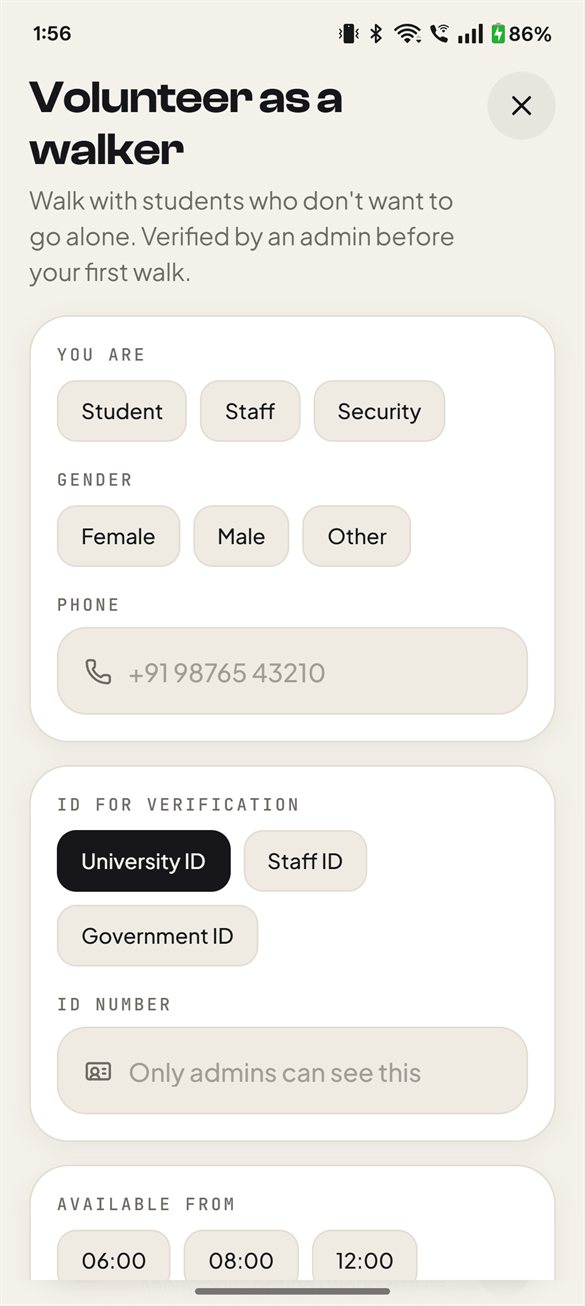 1:56
86%
Volunteer as a
walker
Walk with students who don't want to
go alone. Verified by an admin before
your first walk.
YOU ARE
Student Staff Security
GENDER
Female Male Other
PHONE
+91 98765 43210
ID FOR VERIFICATION
University ID Staff ID
Government ID
ID NUMBER
Only admins can see this
AVAILABLE FROM
06:00 08:00 12:00